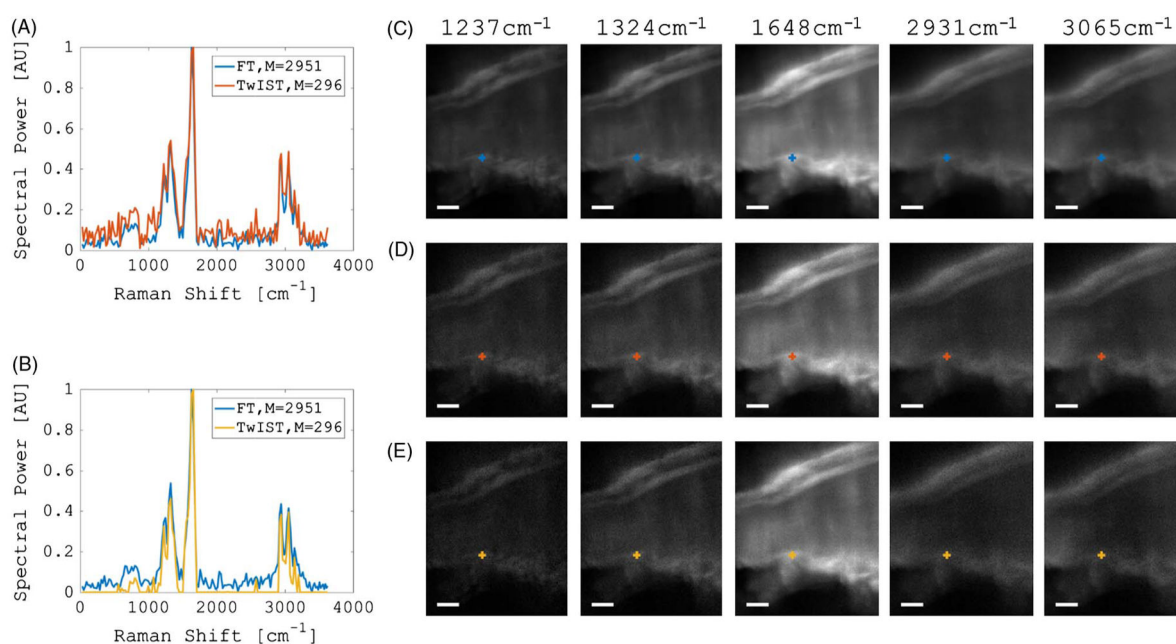 (A)
Spectral Power [AU]
1
0.8
0.6
0.4
0.2
0
FT,M=2951
TwIST,M=296
0 1000 2000 3000 4000
Raman Shift [cm⁻¹]
(B)
Spectral Power [AU]
1
0.8
0.6
0.4
0.2
0
FT,M=2951
TwIST,M=296
0 1000 2000 3000 4000
Raman Shift [cm⁻¹]
(C)
1237cm⁻¹ 1324cm⁻¹ 1648cm⁻¹ 2931cm⁻¹ 3065cm⁻¹
(D)
(E)